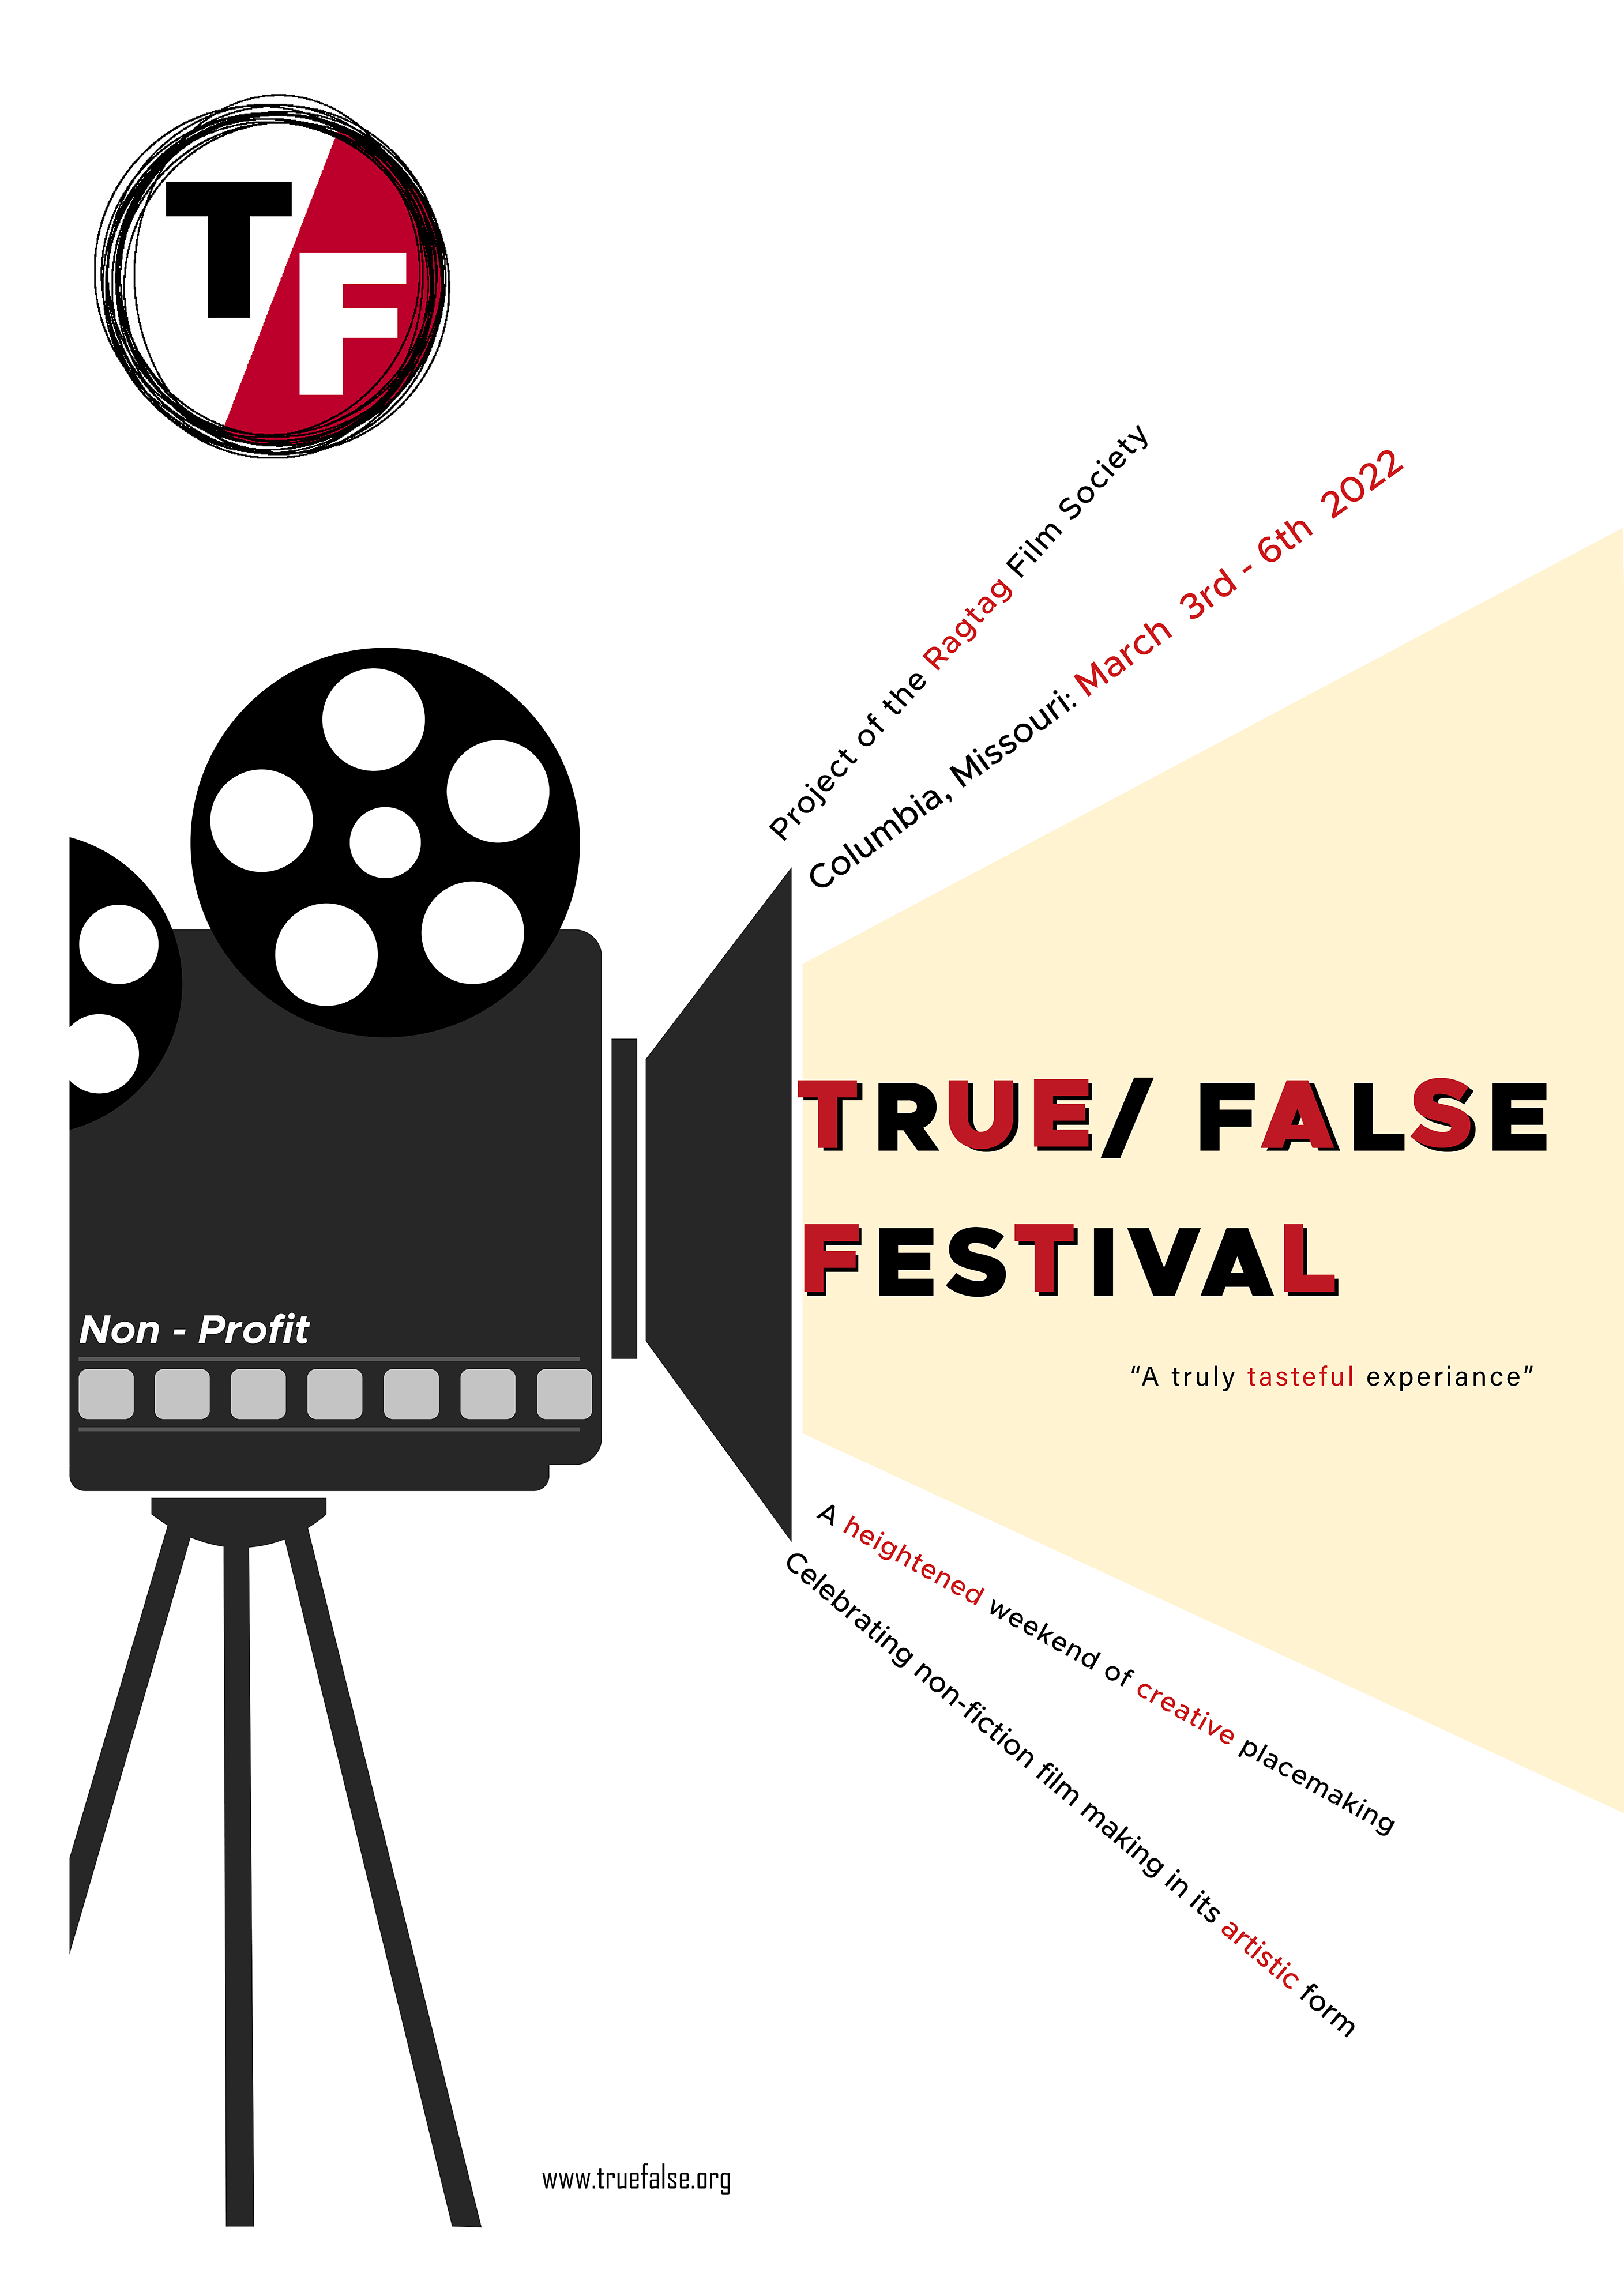 T
F
Project of the Ragtag Film Society
Columbia, Missouri: March 3rd - 6th 2022
TRUE/ FALSE
FESTIVAL
“A truly tasteful experiance”
Non - Profit
A heightened weekend of creative placemaking
Celebrating non-fiction film making in its artistic form
www.truefalse.org